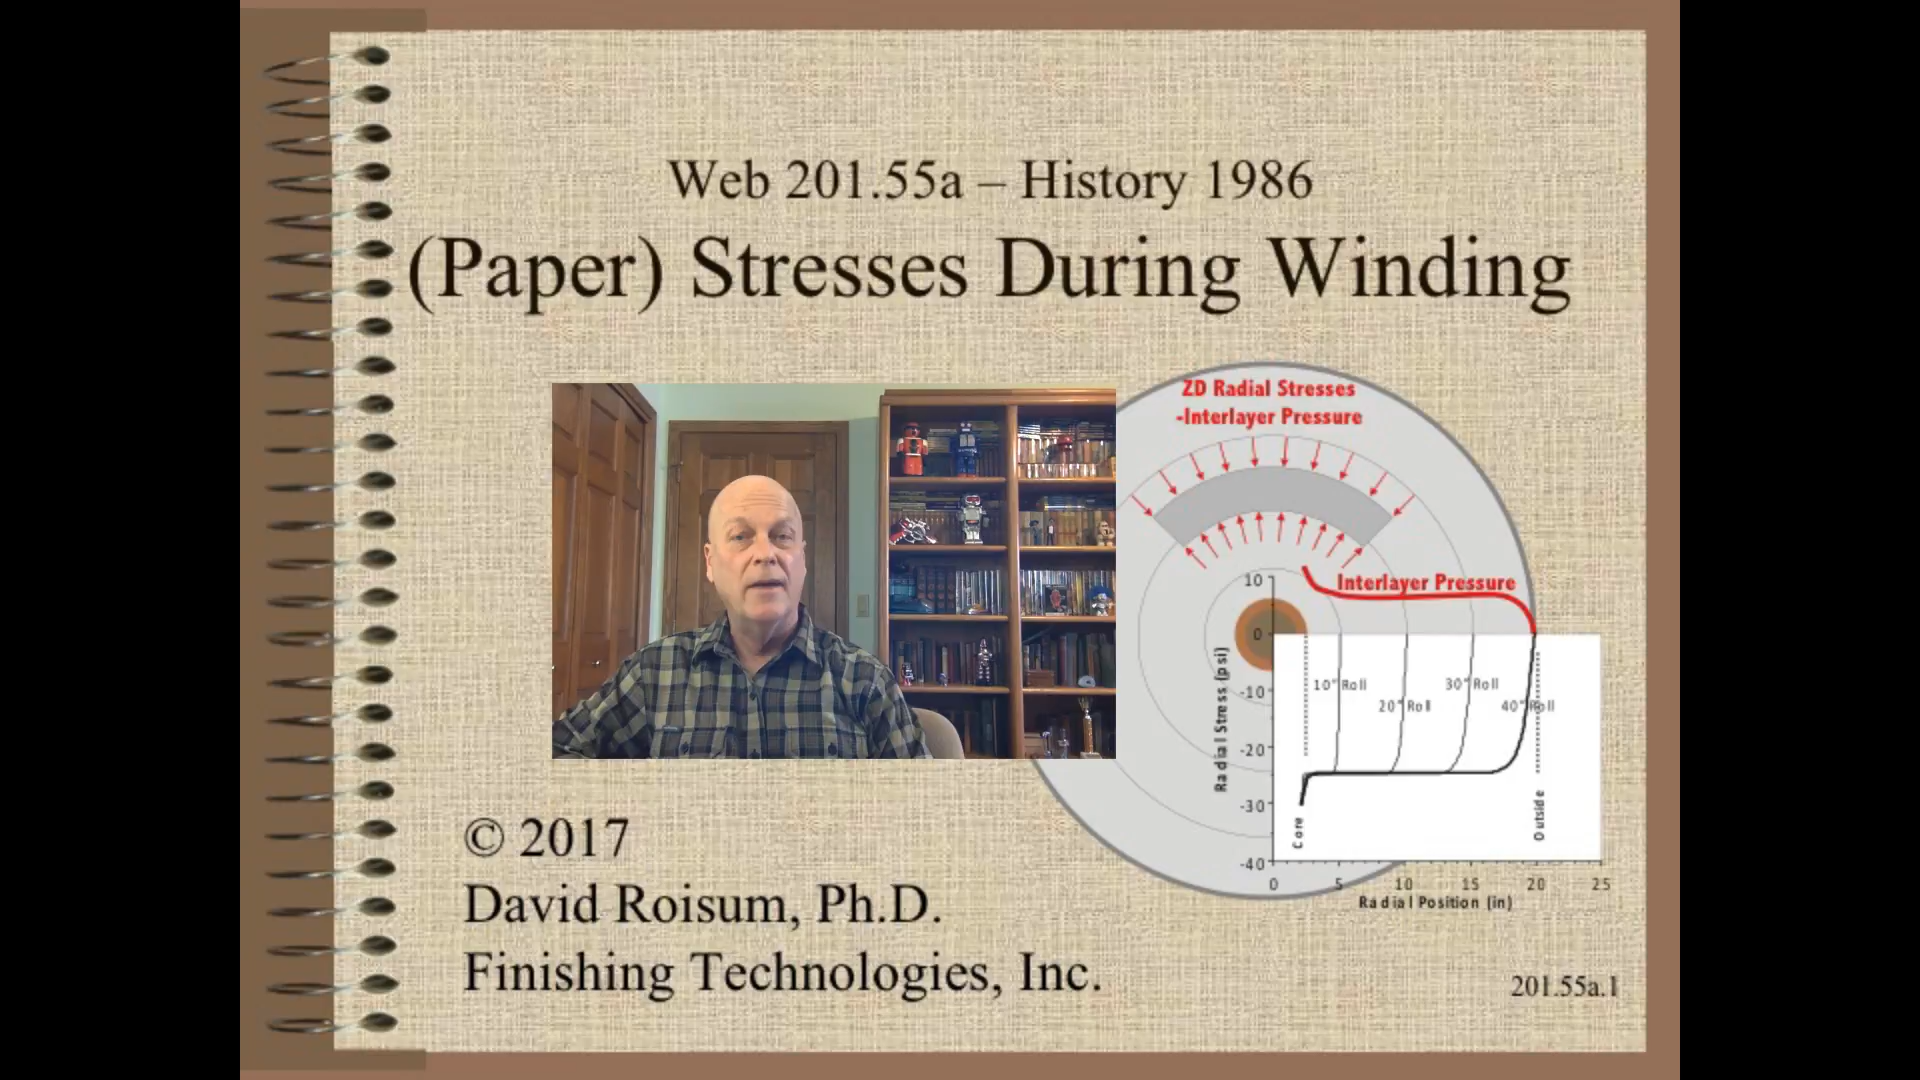 Web 201.55a – History 1986
(Paper) Stresses During Winding
ZD Radial Stresses
-Interlayer Pressure
Interlayer Pressure
10
0
-10
-20
-30
-40
Radial Stress (psi)
10" Roll
30" Roll
20" Roll
40" Roll
Core
Outside
0 5 10 15 20 25
Radial Position (in)
© 2017
David Roisum, Ph.D.
Finishing Technologies, Inc.
201.55a.1